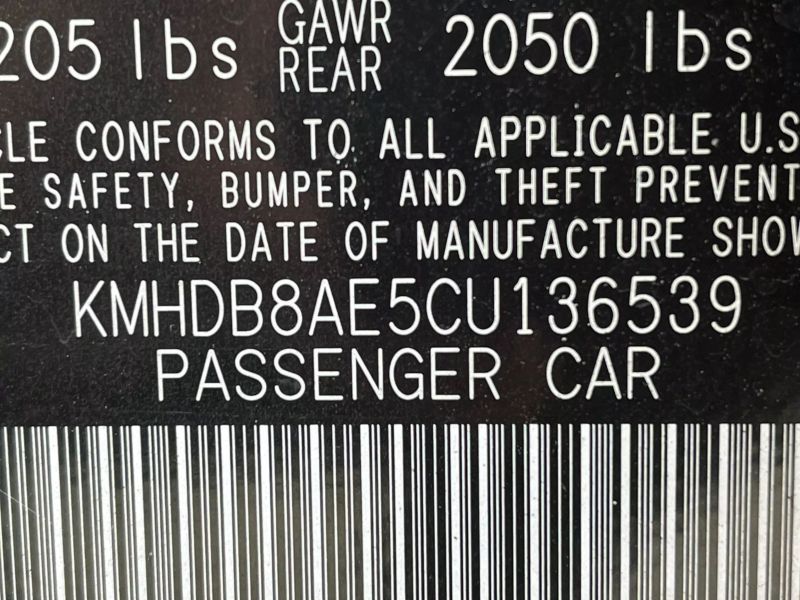 205 lbs GAWR REAR 2050 lbs
CLE CONFORMS TO ALL APPLICABLE U.S
E SAFETY, BUMPER, AND THEFT PREVENT
CT ON THE DATE OF MANUFACTURE SHOW
KMHDB8AE5CU136539
PASSENGER CAR